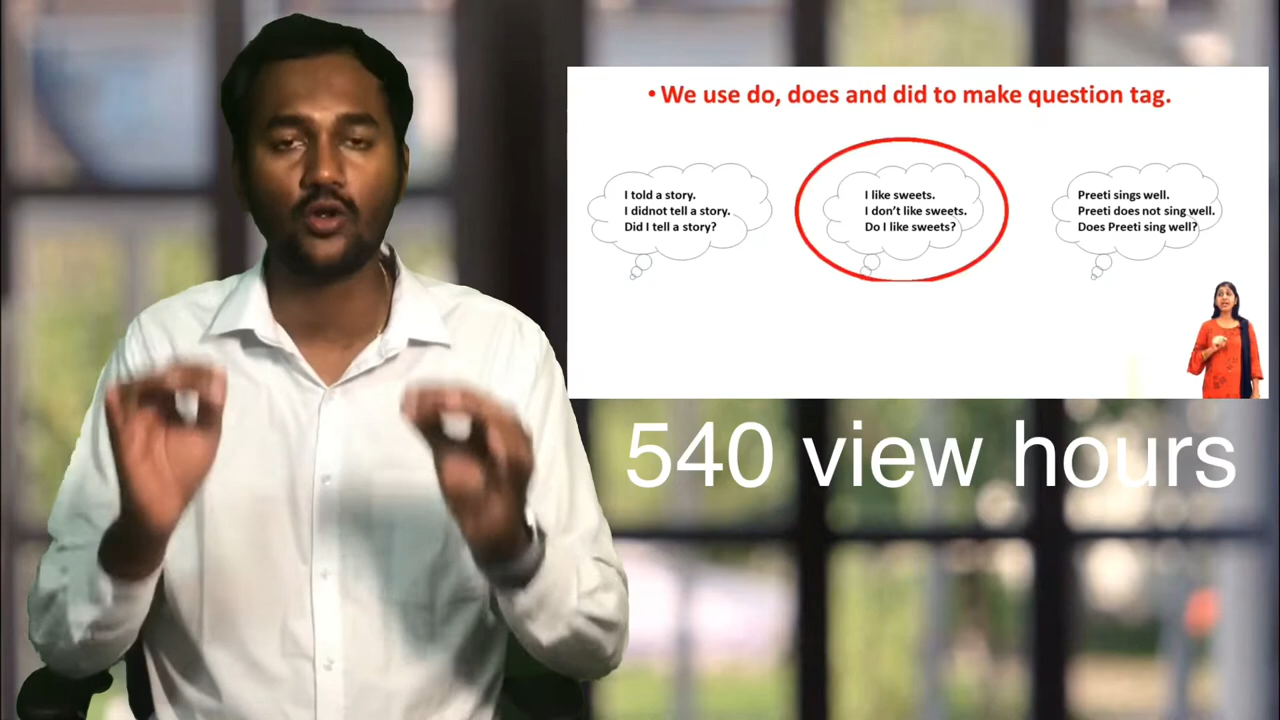 • We use do, does and did to make question tag.
I told a story.
I didnot tell a story.
Did I tell a story?
I like sweets.
I don't like sweets.
Do I like sweets?
Preeti sings well.
Preeti does not sing well.
Does Preeti sing well?
540 view hours